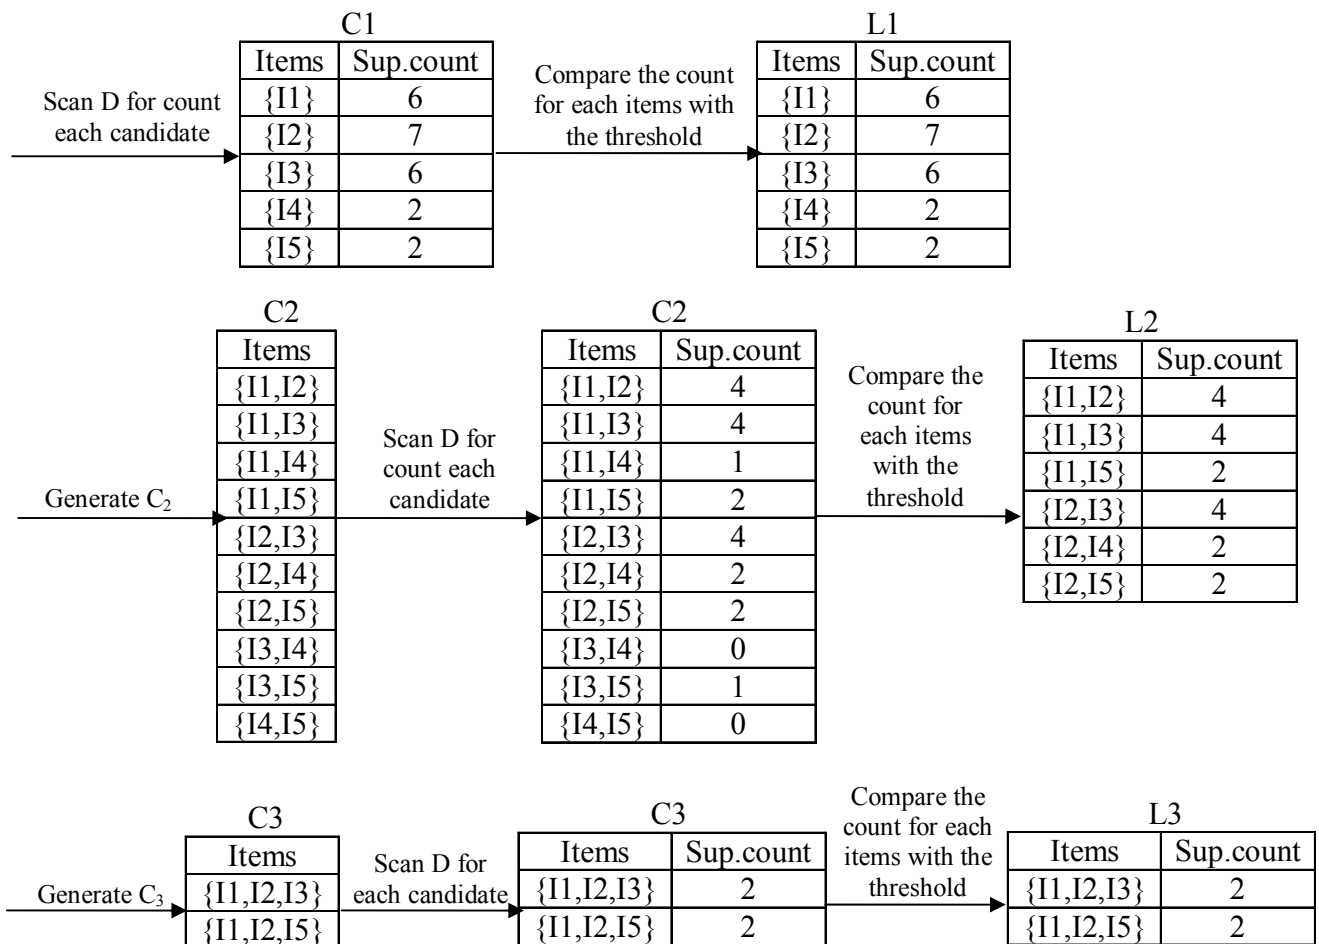 C1
Items Sup.count
{I1} 6
{I2} 7
{I3} 6
{I4} 2
{I5} 2
Scan D for count
each candidate
Compare the count
for each items with
the threshold
L1
Items Sup.count
{I1} 6
{I2} 7
{I3} 6
{I4} 2
{I5} 2
Generate C₂
C2
Items
{I1,I2}
{I1,I3}
{I1,I4}
{I1,I5}
{I2,I3}
{I2,I4}
{I2,I5}
{I3,I4}
{I3,I5}
{I4,I5}
Scan D for
count each
candidate
C2
Items Sup.count
{I1,I2} 4
{I1,I3} 4
{I1,I4} 1
{I1,I5} 2
{I2,I3} 4
{I2,I4} 2
{I2,I5} 2
{I3,I4} 0
{I3,I5} 1
{I4,I5} 0
Compare the
count for
each items
with the
threshold
L2
Items Sup.count
{I1,I2} 4
{I1,I3} 4
{I1,I5} 2
{I2,I3} 4
{I2,I4} 2
{I2,I5} 2
Generate C₃
C3
Items
{I1,I2,I3}
{I1,I2,I5}
Scan D for
each candidate
C3
Items Sup.count
{I1,I2,I3} 2
{I1,I2,I5} 2
Compare the
count for each
items with the
threshold
L3
Items Sup.count
{I1,I2,I3} 2
{I1,I2,I5} 2